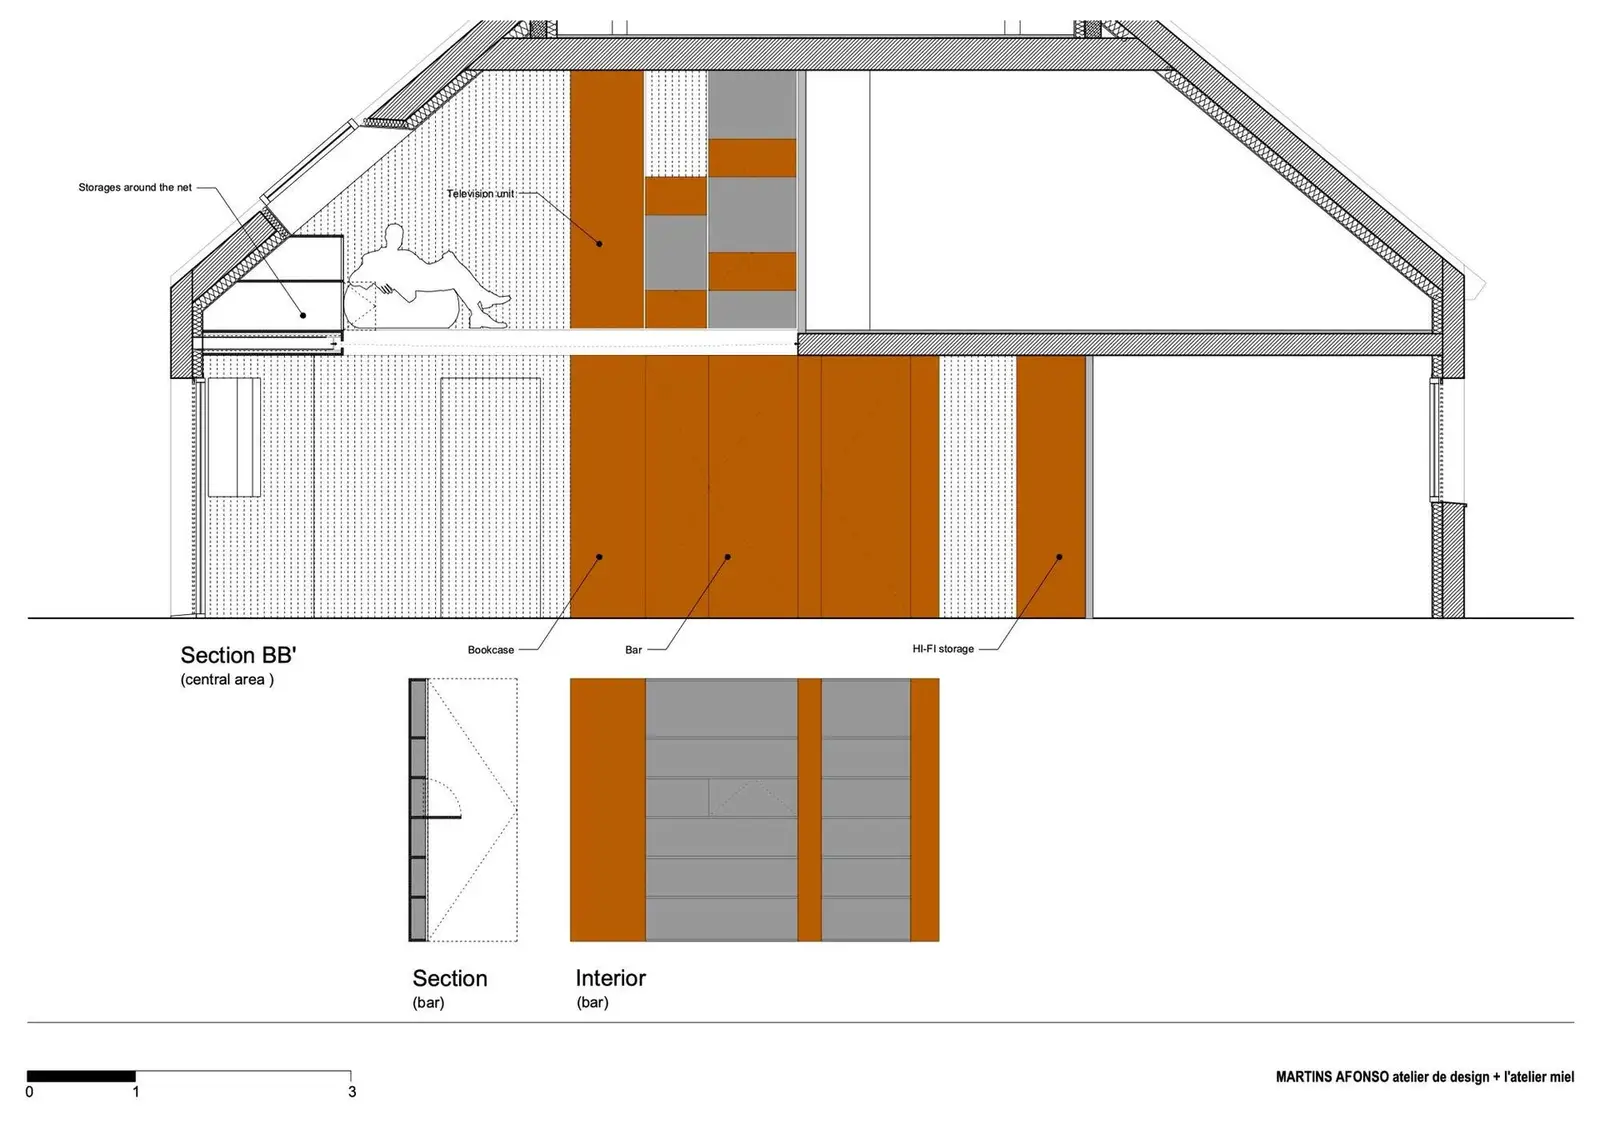 Storages around the net
Television unit
Section BB'
(central area )
Bookcase
Bar
HI-FI storage
Section
(bar)
Interior
(bar)
0 1 3
MARTINS AFONSO atelier de design + l'atelier miel